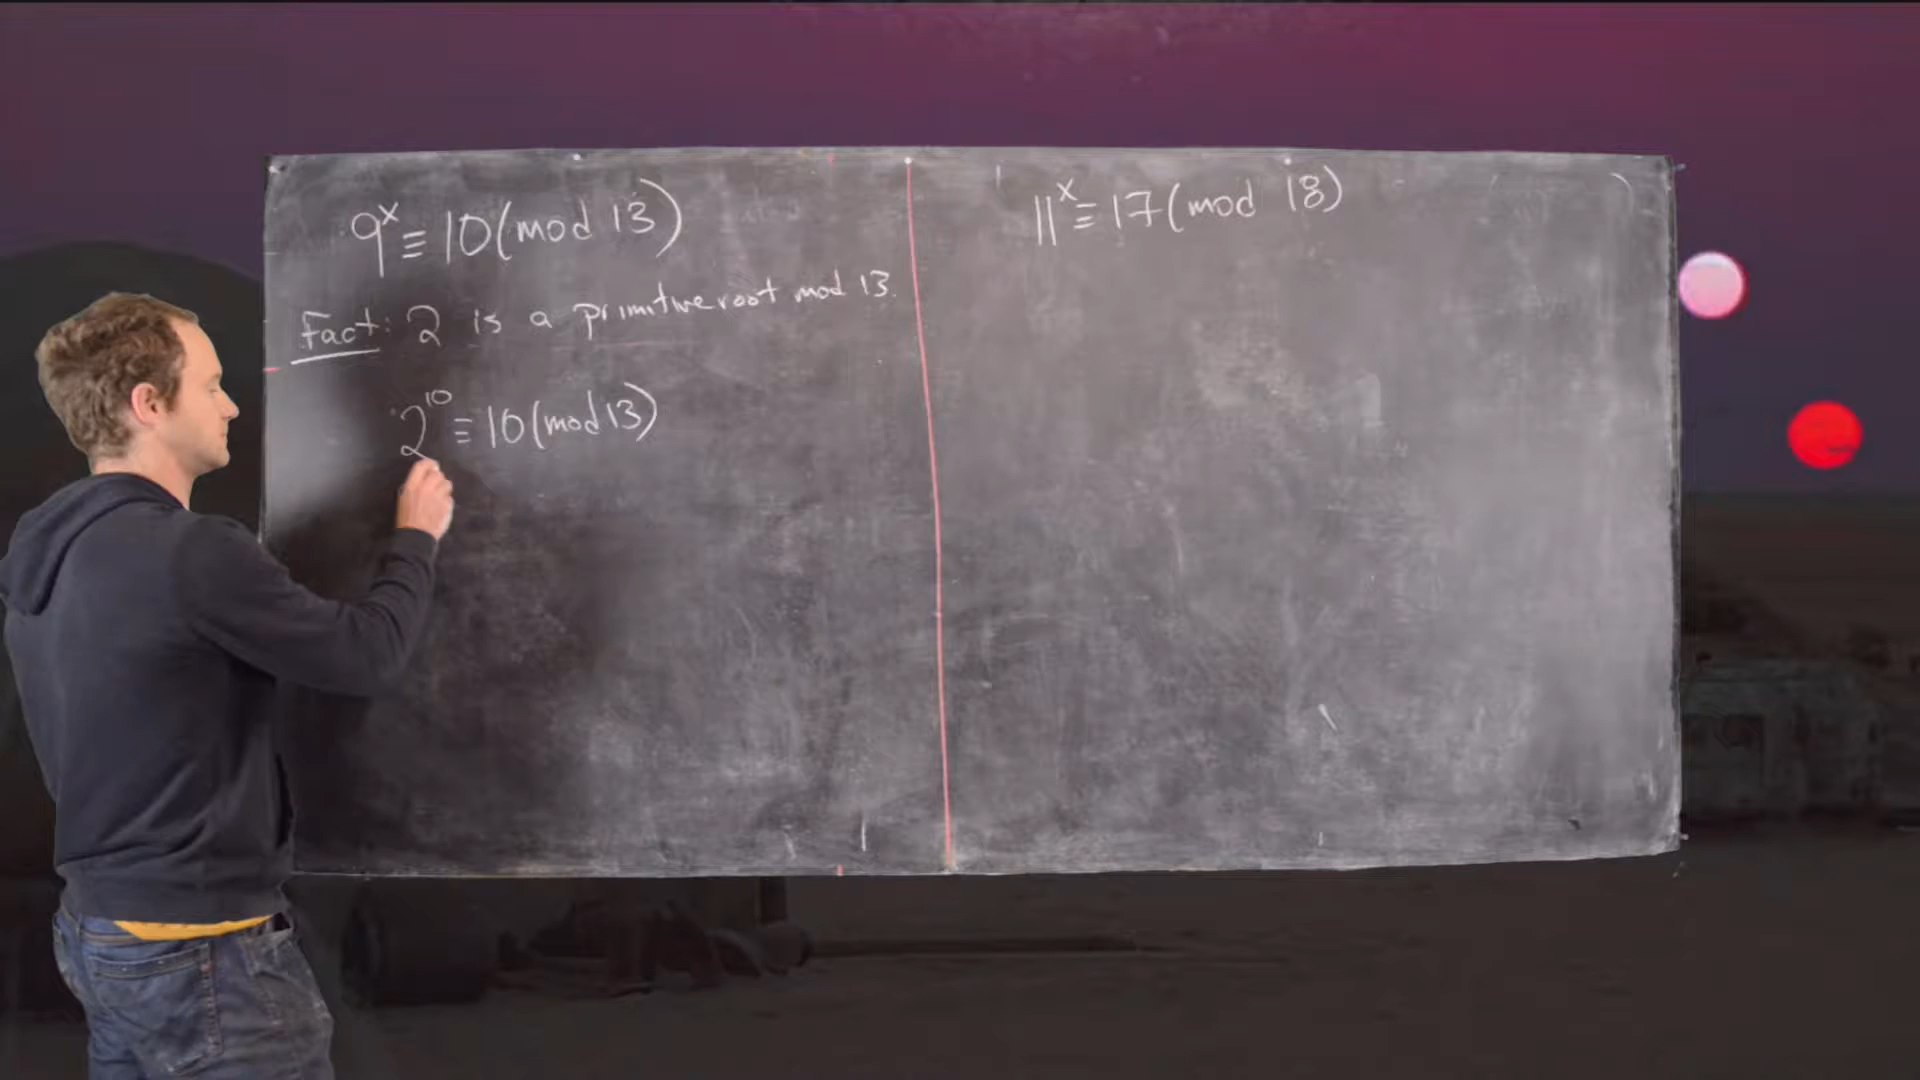 9^x ≡ 10 (mod 13)
Fact: 2 is a primitive root mod 13.
2^10 ≡ 10 (mod 13)
11^x ≡ 17 (mod 18)